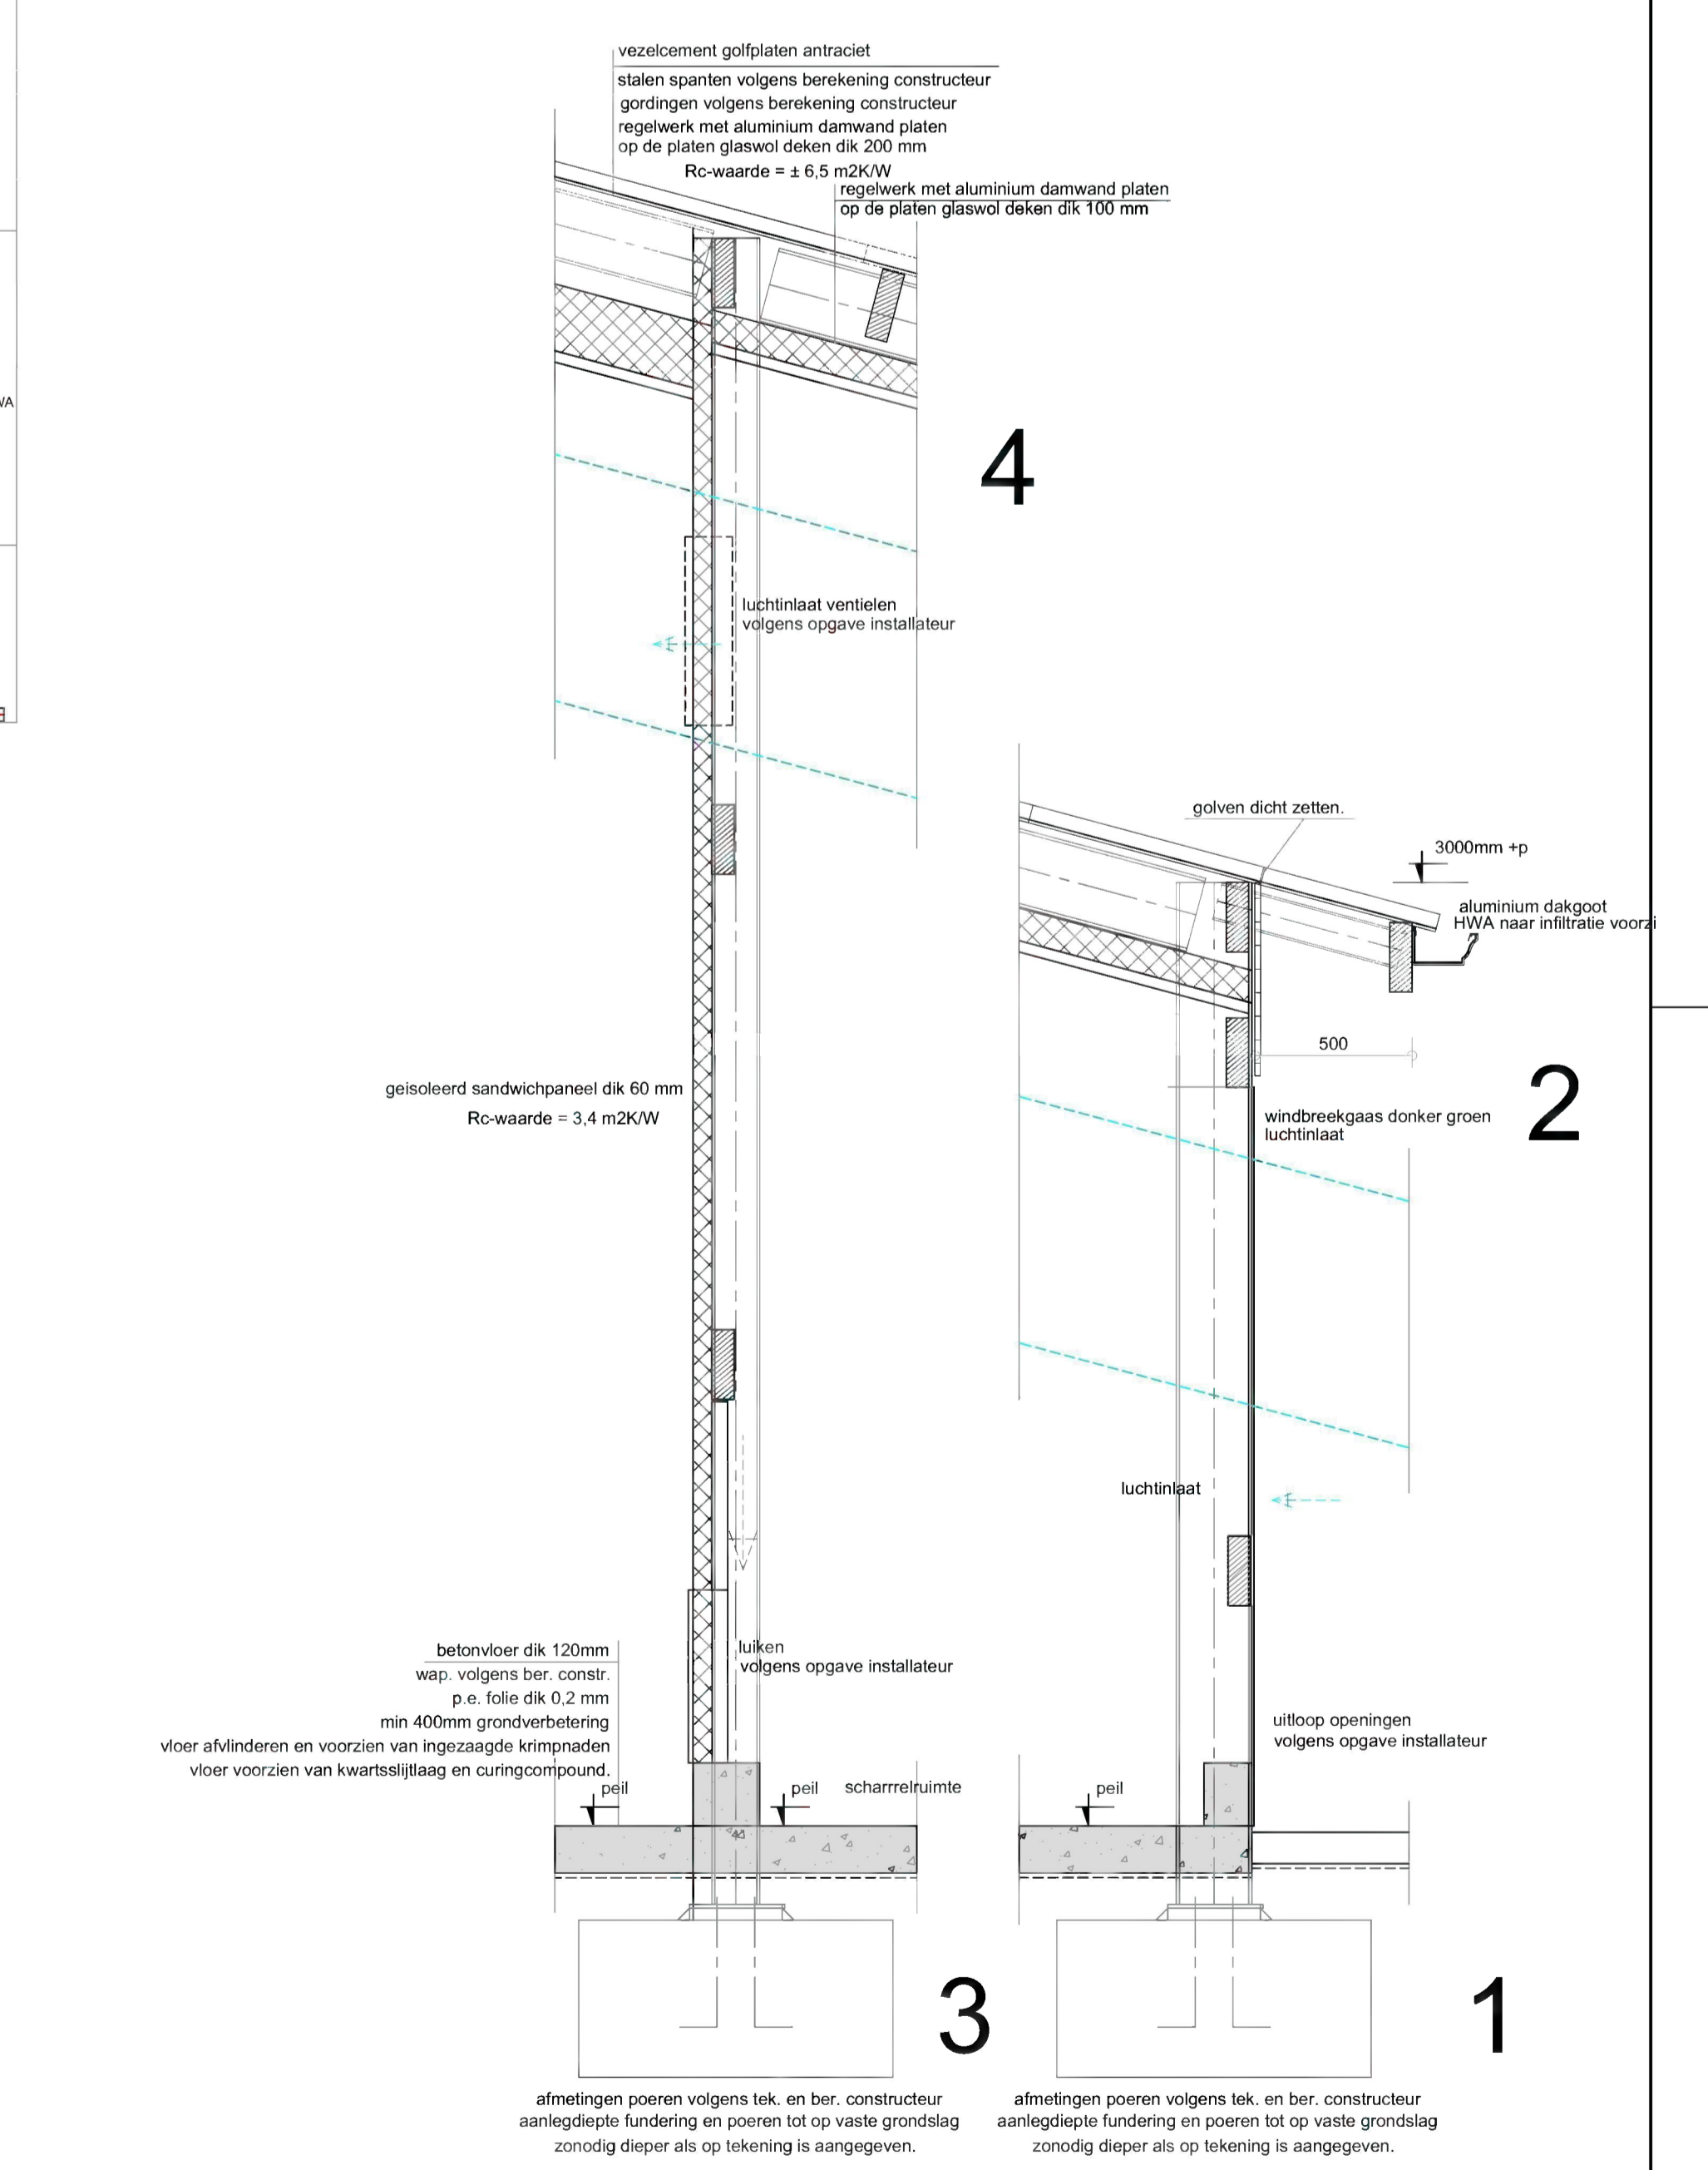 vezelcement golfplaten antraciet
stalen spanten volgens berekening constructeur
gordingen volgens berekening constructeur
regelwerk met aluminium damwand platen
op de platen glaswol deken dik 200 mm
Rc-waarde = ± 6,5 m2K/W
regelwerk met aluminium damwand platen
op de platen glaswol deken dik 100 mm
4
luchtinlaat ventielen
volgens opgave installateur
golven dicht zetten.
3000mm +p
aluminium dakgoot
HWA naar infiltratie voorzi
500
2
windbreekgaas donker groen
luchtinlaat
geisoleerd sandwichpaneel dik 60 mm
Rc-waarde = 3,4 m2K/W
luchtinlaat
betonvloer dik 120mm
wap. volgens ber. constr.
p.e. folie dik 0,2 mm
min 400mm grondverbetering
vloer afvlinderen en voorzien van ingezaagde krimpnaden
vloer voorzien van kwartsslijtlaag en curingcompound.
luiken
volgens opgave installateur
uitloop openingen
volgens opgave installateur
peil
peil
scharrrelruimte
peil
3
1
afmetingen poeren volgens tek. en ber. constructeur
aanlegdiepte fundering en poeren tot op vaste grondslag
zonodig dieper als op tekening is aangegeven.
afmetingen poeren volgens tek. en ber. constructeur
aanlegdiepte fundering en poeren tot op vaste grondslag
zonodig dieper als op tekening is aangegeven.